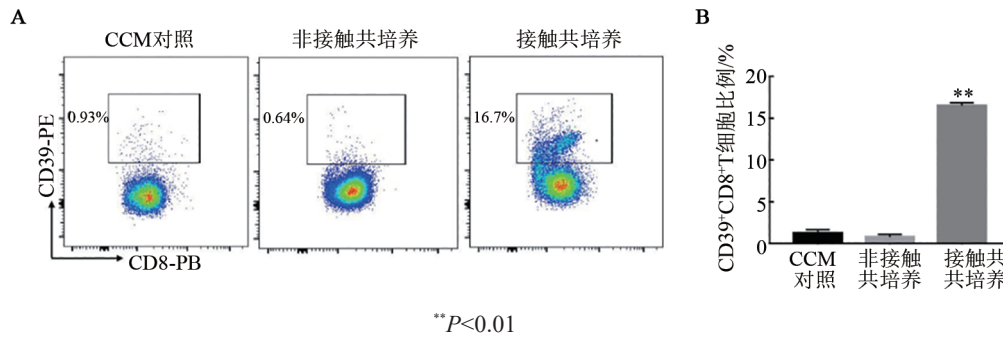 A
CCM对照
非接触共培养
接触共培养
0.93%
0.64%
16.7%
CD39-PE
CD8-PB
B
CD39⁺CD8⁺T细胞比例/%
20
15
10
5
0
**
CCM
对照
非接触
共培养
接触共
共培养
**P<0.01